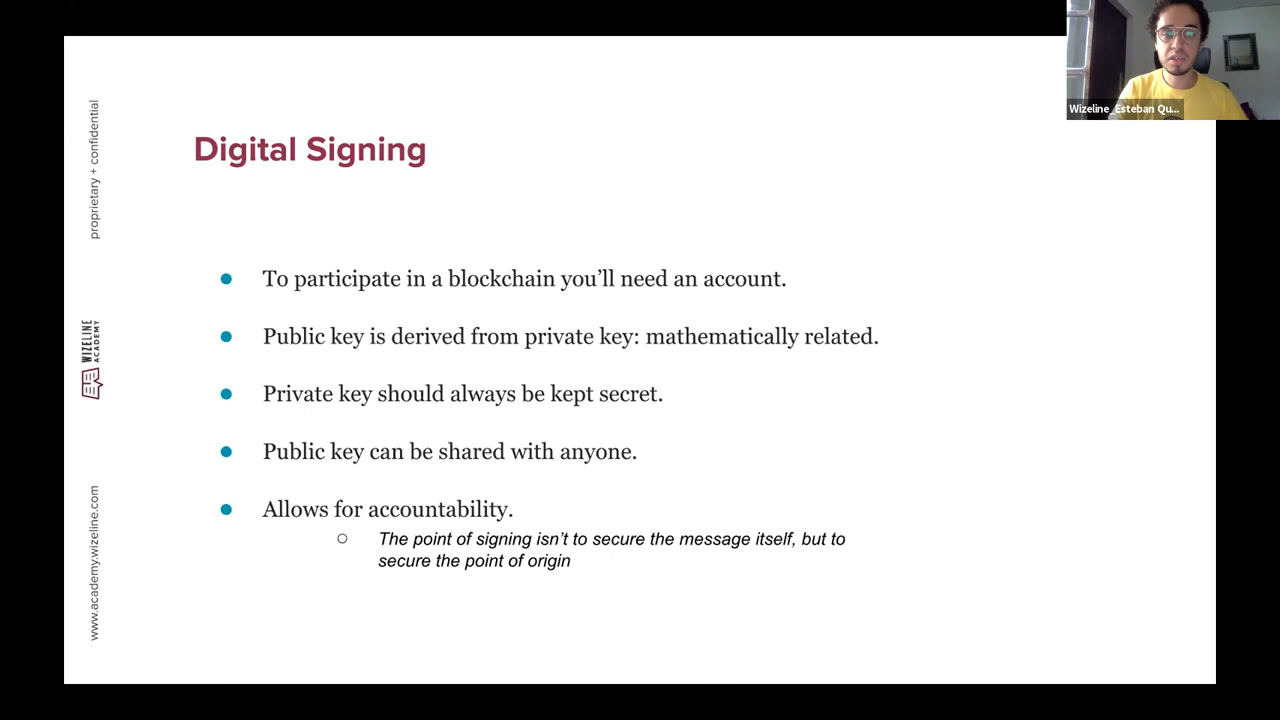 Wizeline_Esteban Qu...
proprietary + confidential
Digital Signing
To participate in a blockchain you’ll need an account.
Public key is derived from private key: mathematically related.
WIZELINE
ACADEMY
Private key should always be kept secret.
Public key can be shared with anyone.
Allows for accountability.
The point of signing isn’t to secure the message itself, but to
secure the point of origin
www.academy.wizeline.com